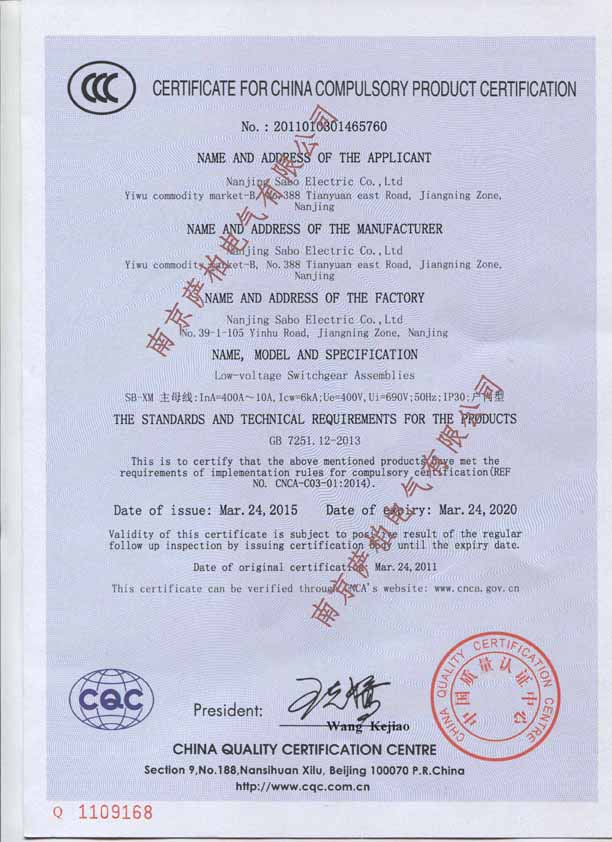 CCC
CERTIFICATE FOR CHINA COMPULSORY PRODUCT CERTIFICATION
No. : 2011010301465760
NAME AND ADDRESS OF THE APPLICANT
Nanjing Sabo Electric Co., Ltd
Yiwu commodity market-B, No.388 Tianyuan east Road, Jiangning Zone,
Nanjing
NAME AND ADDRESS OF THE MANUFACTURER
Nanjing Sabo Electric Co., Ltd
Yiwu commodity market-B, No.388 Tianyuan east Road, Jiangning Zone,
Nanjing
NAME AND ADDRESS OF THE FACTORY
Nanjing Sabo Electric Co., Ltd
No.39-1-105 Yinhu Road, Jiangning Zone, Nanjing
NAME, MODEL AND SPECIFICATION
Low-voltage Switchgear Assemblies
SB-XM 主母线:InA=400A~10A,Icw=6kA;Ue=400V,Ui=690V;50Hz;IP30;户内型
THE STANDARDS AND TECHNICAL REQUIREMENTS FOR THE PRODUCTS
GB 7251.12-2013
This is to certify that the above mentioned products have met the
requirements of implementation rules for compulsory certification(REF
NO. CNCA-C03-01:2014).
Date of issue: Mar.24,2015 Date of expiry: Mar.24,2020
Validity of this certificate is subject to positive result of the regular
follow up inspection by issuing certification body until the expiry date.
Date of original certification: Mar.24,2011
This certificate can be verified through CNCA's website: www.cnca.gov.cn
南京萨柏电气有限公司
南京萨柏电气有限公司
CQC
President:
Wang Kejiao
CHINA QUALITY CERTIFICATION CENTRE
中国质量认证中心
CHINA QUALITY CERTIFICATION CENTRE
Section 9,No.188,Nansihuan Xilu, Beijing 100070 P.R.China
http://www.cqc.com.cn
Q 1109168